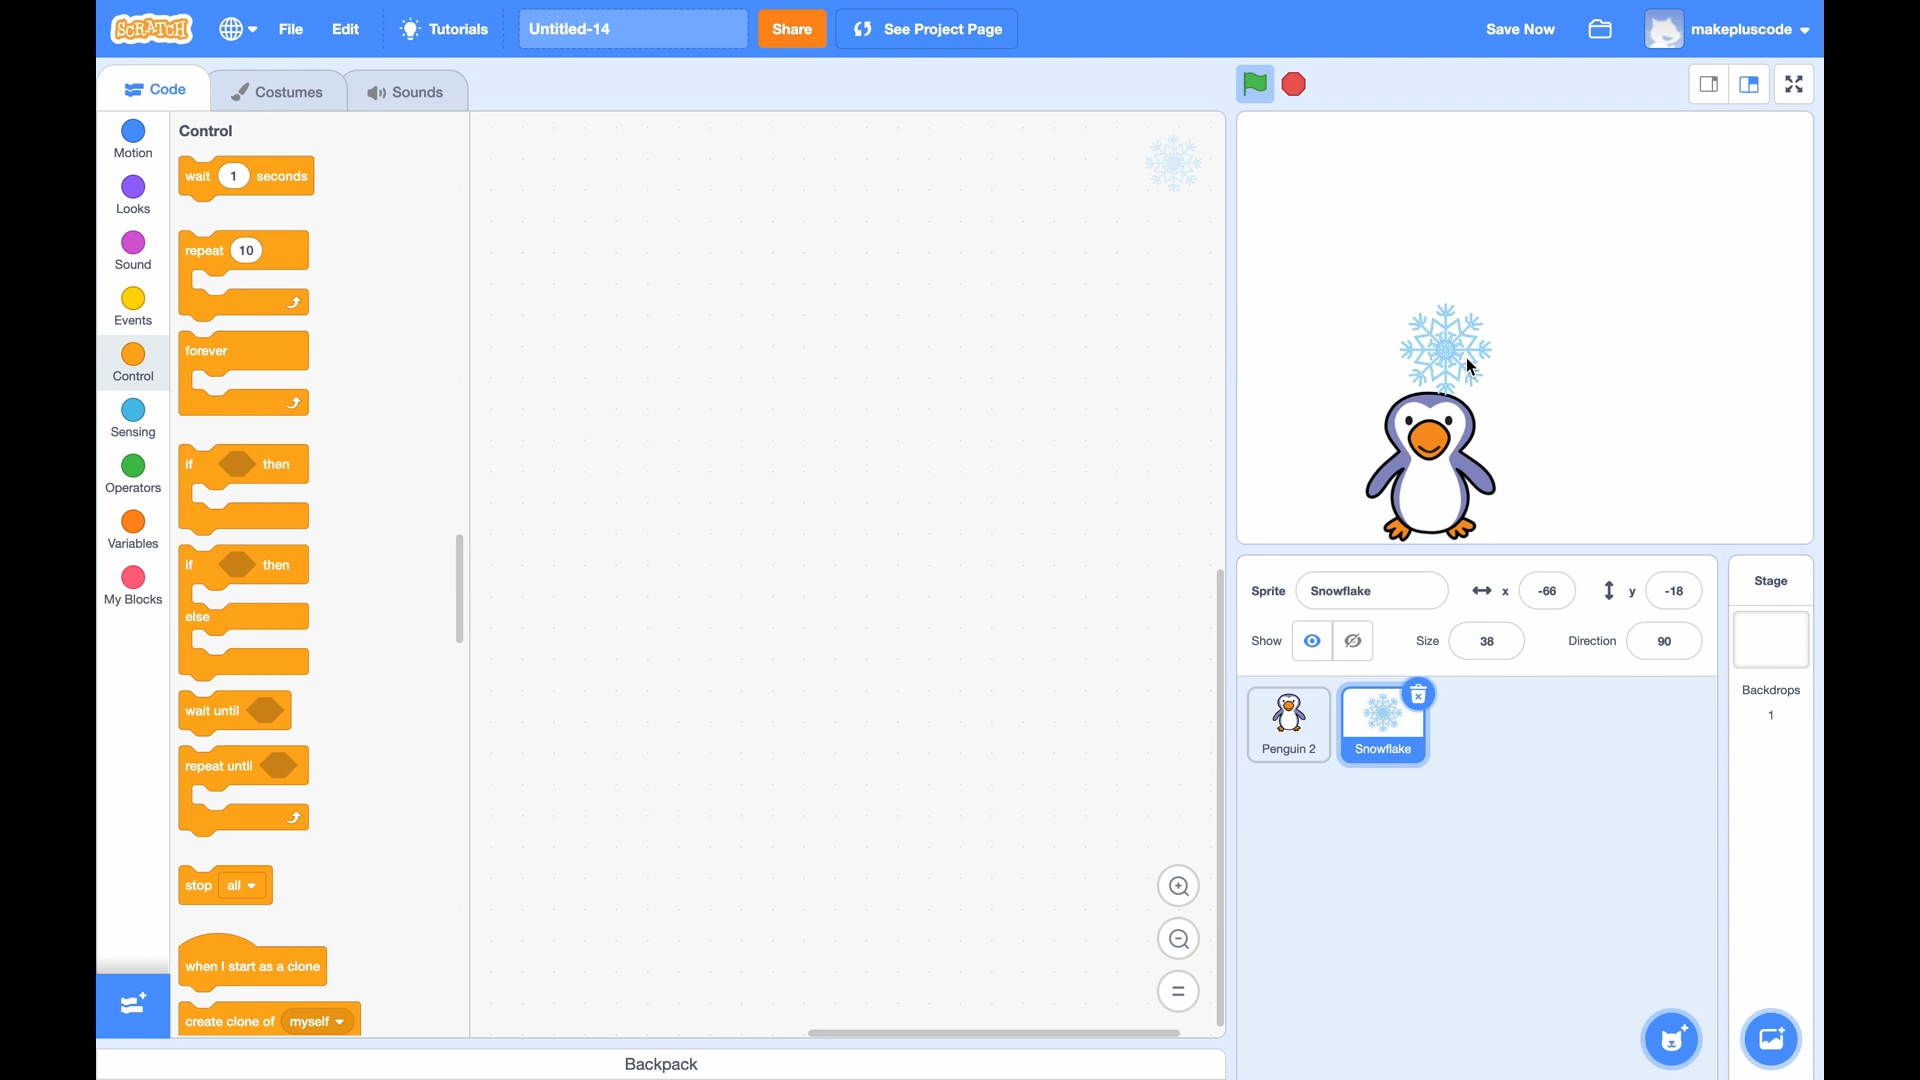 SCRATCH
File
Edit
Tutorials
Untitled-14
Share
See Project Page
Save Now
makepluscode
Code
Costumes
Sounds
Motion
Looks
Sound
Events
Control
Sensing
Operators
Variables
My Blocks
Control
wait 1 seconds
repeat 10
forever
if then
if then
else
wait until
repeat until
stop all
when I start as a clone
create clone of myself
Backpack
Sprite Snowflake x -66 y -18
Show Size 38 Direction 90
Penguin 2
Snowflake
Stage
Backdrops
1